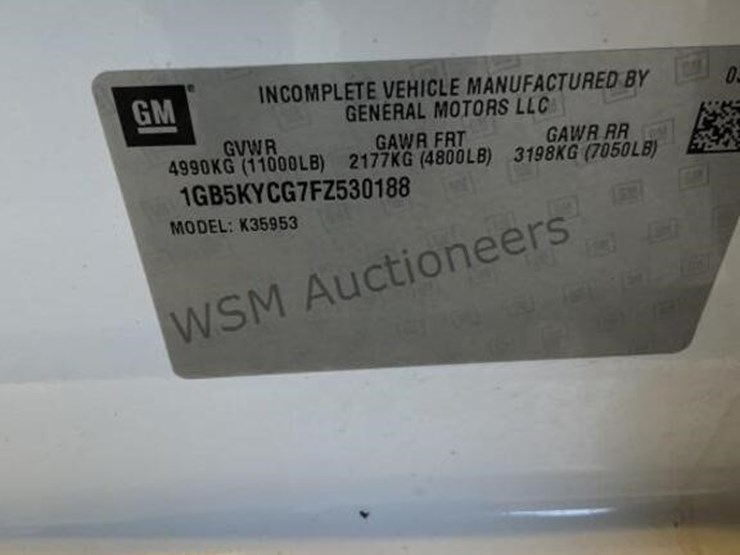 GM®
INCOMPLETE VEHICLE MANUFACTURED BY
GENERAL MOTORS LLC
GVWR GAWR FRT GAWR RR
4990KG (11000LB) 2177KG (4800LB) 3198KG (7050LB)
1GB5KYCG7FZ530188
MODEL: K35953
WSM Auctioneers